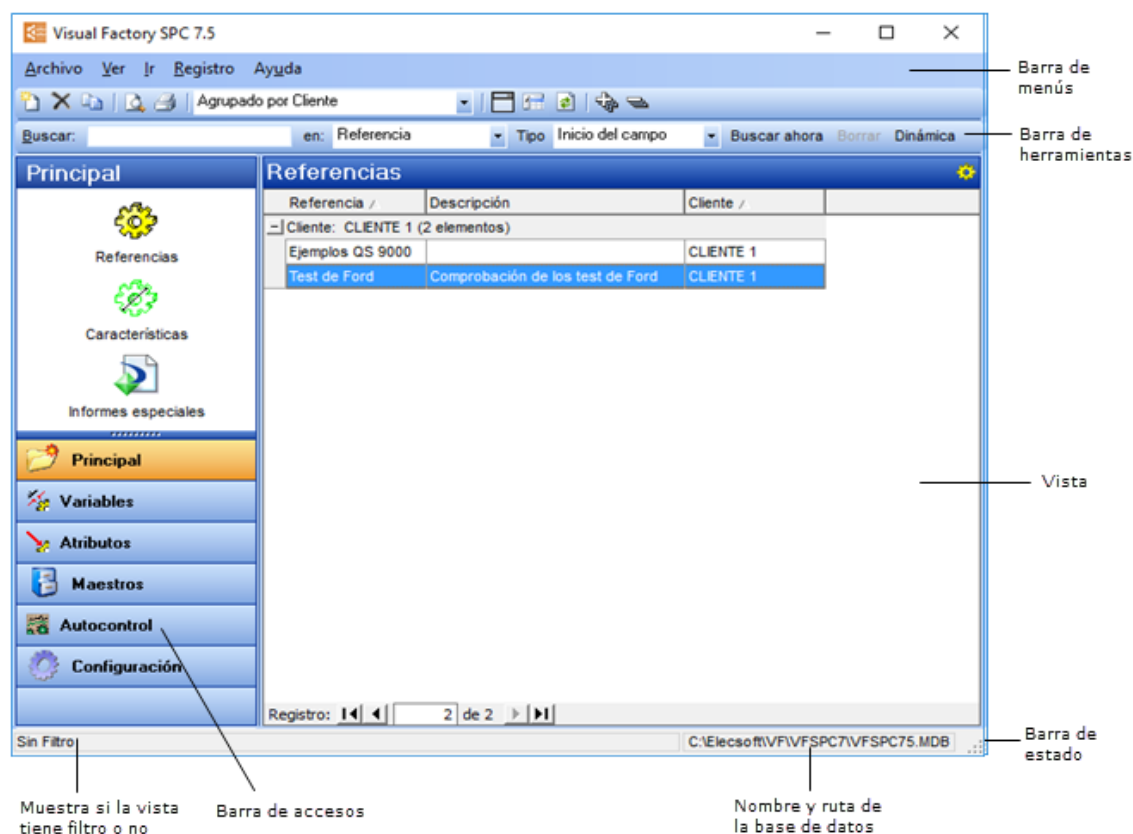 Visual Factory SPC 7.5
Archivo Ver Ir Registro Ayuda
Barra de
menús
Agrupado por Cliente
Buscar: en: Referencia Tipo Inicio del campo Buscar ahora Borrar Dinámica
Barra de
herramientas
Principal
Referencias
Características
Informes especiales
Principal
Variables
Atributos
Maestros
Autocontrol
Configuración
Referencias
Referencia Descripción Cliente
Cliente: CLIENTE 1 (2 elementos)
Ejemplos QS 9000 CLIENTE 1
Test de Ford Comprobación de los test de Ford CLIENTE 1
Vista
Registro: 2 de 2
Sin Filtro C:\Elecsoft\VF\VFSPC7\VFSPC75.MDB
Barra de
estado
Muestra si la vista
tiene filtro o no
Barra de accesos
Nombre y ruta de
la base de datos